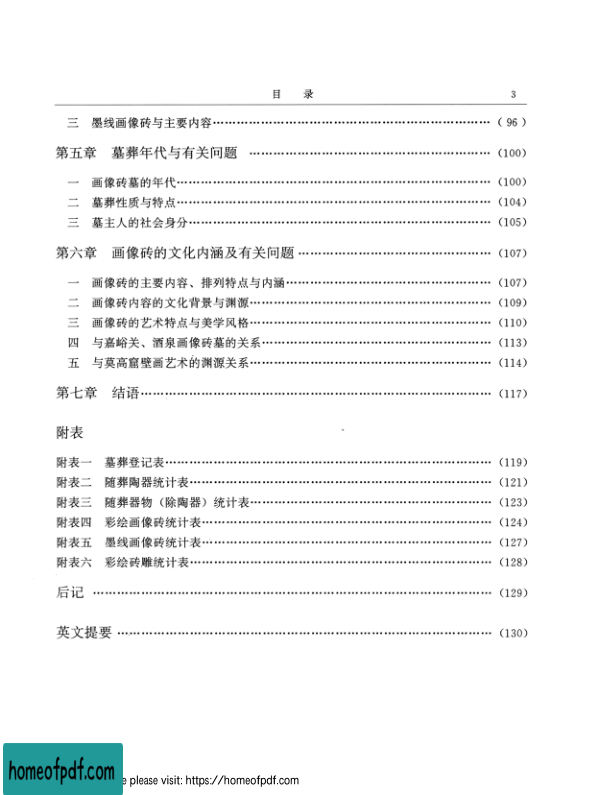 目 录 3
三 墨线画像砖与主要内容……………………………………………………（ 96 ）
第五章 墓葬年代与有关问题 ……………………………………………（100）
一 画像砖墓的年代……………………………………………………………（100）
二 墓葬性质与特点……………………………………………………………（104）
三 墓主人的社会身分…………………………………………………………（105）
第六章 画像砖的文化内涵及有关问题 …………………………………（107）
一 画像砖的主要内容、排列特点与内涵……………………………………（107）
二 画像砖内容的文化背景与渊源……………………………………………（109）
三 画像砖的艺术特点与美学风格……………………………………………（110）
四 与嘉峪关、酒泉画像砖墓的关系…………………………………………（113）
五 与莫高窟壁画艺术的渊源关系……………………………………………（114）
第七章 结语……………………………………………………………………（117）
附表
附表一 墓葬登记表……………………………………………………………（119）
附表二 随葬陶器统计表………………………………………………………（121）
附表三 随葬器物（除陶器）统计表…………………………………………（123）
附表四 彩绘画像砖统计表……………………………………………………（124）
附表五 墨线画像砖统计表……………………………………………………（127）
附表六 彩绘砖雕统计表………………………………………………………（128）
后记 ……………………………………………………………………………（129）
英文提要 ………………………………………………………………………（130）
homeofpdf.com
e please visit: https://homeofpdf.com